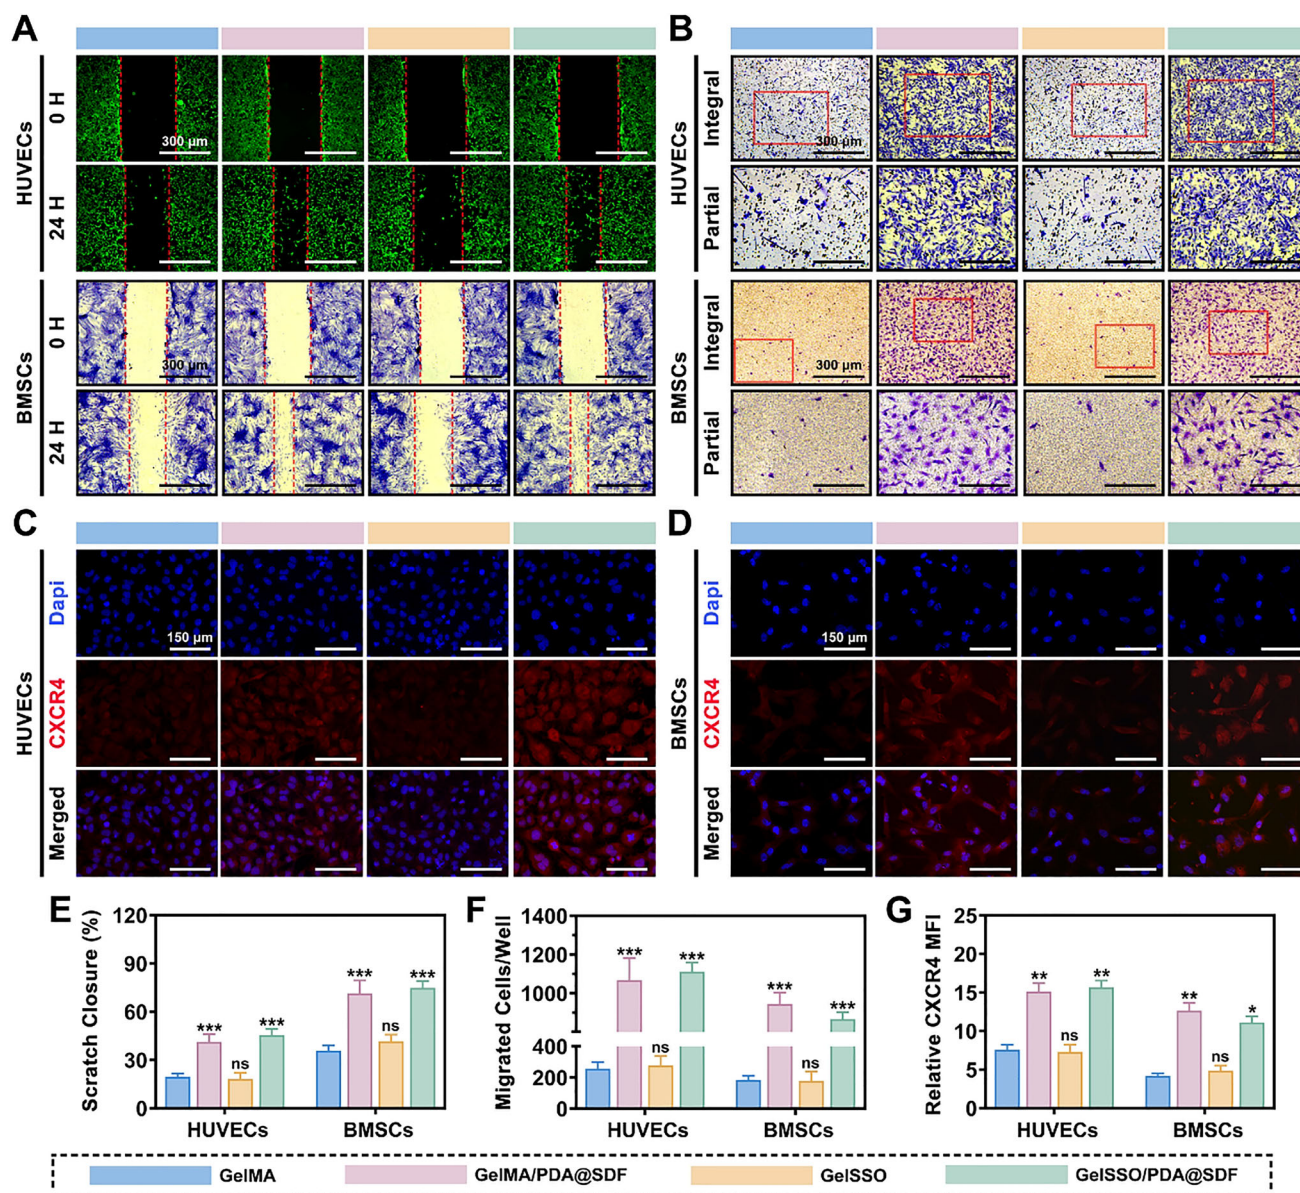 A
B
HUVECs
0 H
300 µm
24 H
BMSCs
0 H
300 µm
24 H
HUVECs
Integral
300 µm
Partial
BMSCs
Integral
300 µm
Partial
C
D
HUVECs
Dapi
150 µm
CXCR4
Merged
BMSCs
Dapi
150 µm
CXCR4
Merged
E
Scratch Closure (%)
120
90
60
30
0
***
ns
***
***
ns
***
HUVECs
BMSCs
F
Migrated Cells/Well
1400
1200
1000
400
200
0
***
ns
***
***
ns
***
HUVECs
BMSCs
G
Relative CXCR4 MFI
25
20
15
10
5
0
**
ns
**
**
ns
*
HUVECs
BMSCs
GelMA
GelMA/PDA@SDF
GelSSO
GelSSO/PDA@SDF